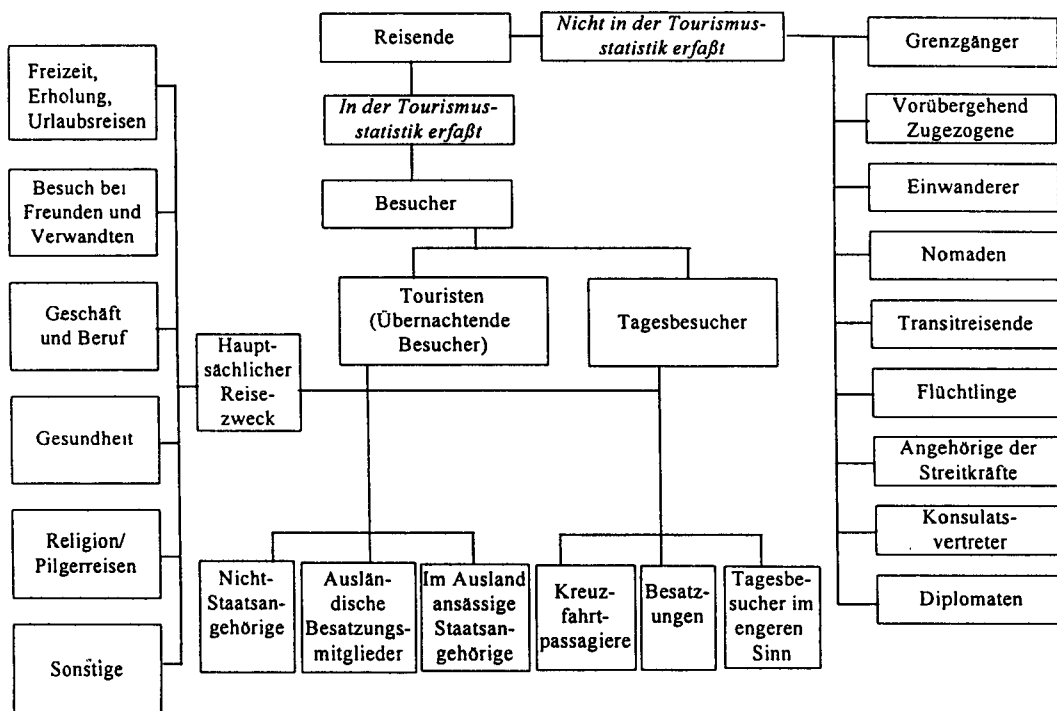 Reisende
Nicht in der Tourismus-
statistik erfaßt
In der Tourismus-
statistik erfaßt
Besucher
Touristen
(Übernachtende
Besucher)
Tagesbesucher
Haupt-
sächlicher
Reise-
zweck
Freizeit,
Erholung,
Urlaubsreisen
Besuch bei
Freunden und
Verwandten
Geschäft
und Beruf
Gesundheit
Religion/
Pilgerreisen
Sonstige
Nicht-
Staatsan-
gehörige
Auslän-
dische
Besatzungs-
mitglieder
Im Ausland
ansässige
Staatsan-
gehörige
Kreuz-
fahrt-
passagiere
Besatz-
ungen
Tagesbe-
sucher im
engeren
Sinn
Grenzgänger
Vorübergehend
Zugezogene
Einwanderer
Nomaden
Transitreisende
Flüchtlinge
Angehörige der
Streitkräfte
Konsulats-
vertreter
Diplomaten